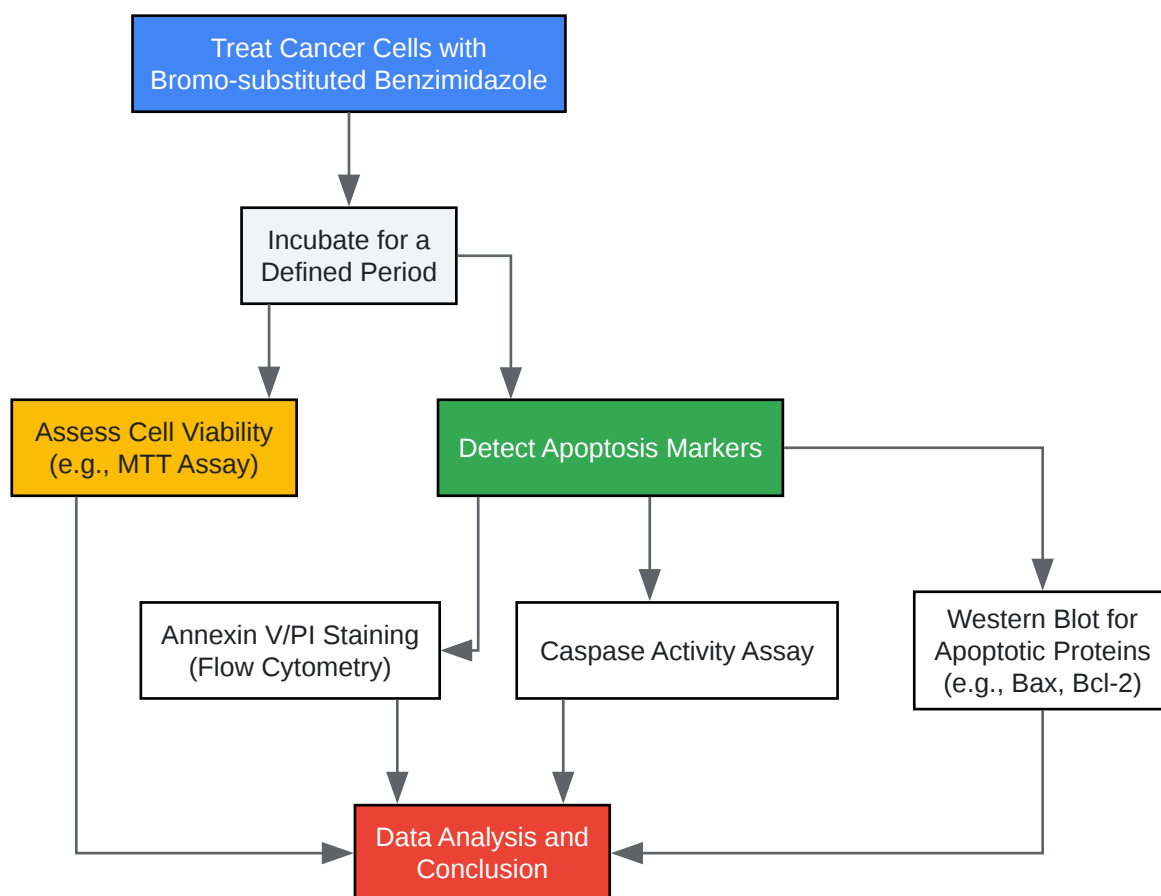 Treat Cancer Cells with
Bromo-substituted Benzimidazole
Incubate for a
Defined Period
Assess Cell Viability
(e.g., MTT Assay)
Detect Apoptosis Markers
Annexin V/PI Staining
(Flow Cytometry)
Caspase Activity Assay
Western Blot for
Apoptotic Proteins
(e.g., Bax, Bcl-2)
Data Analysis and
Conclusion